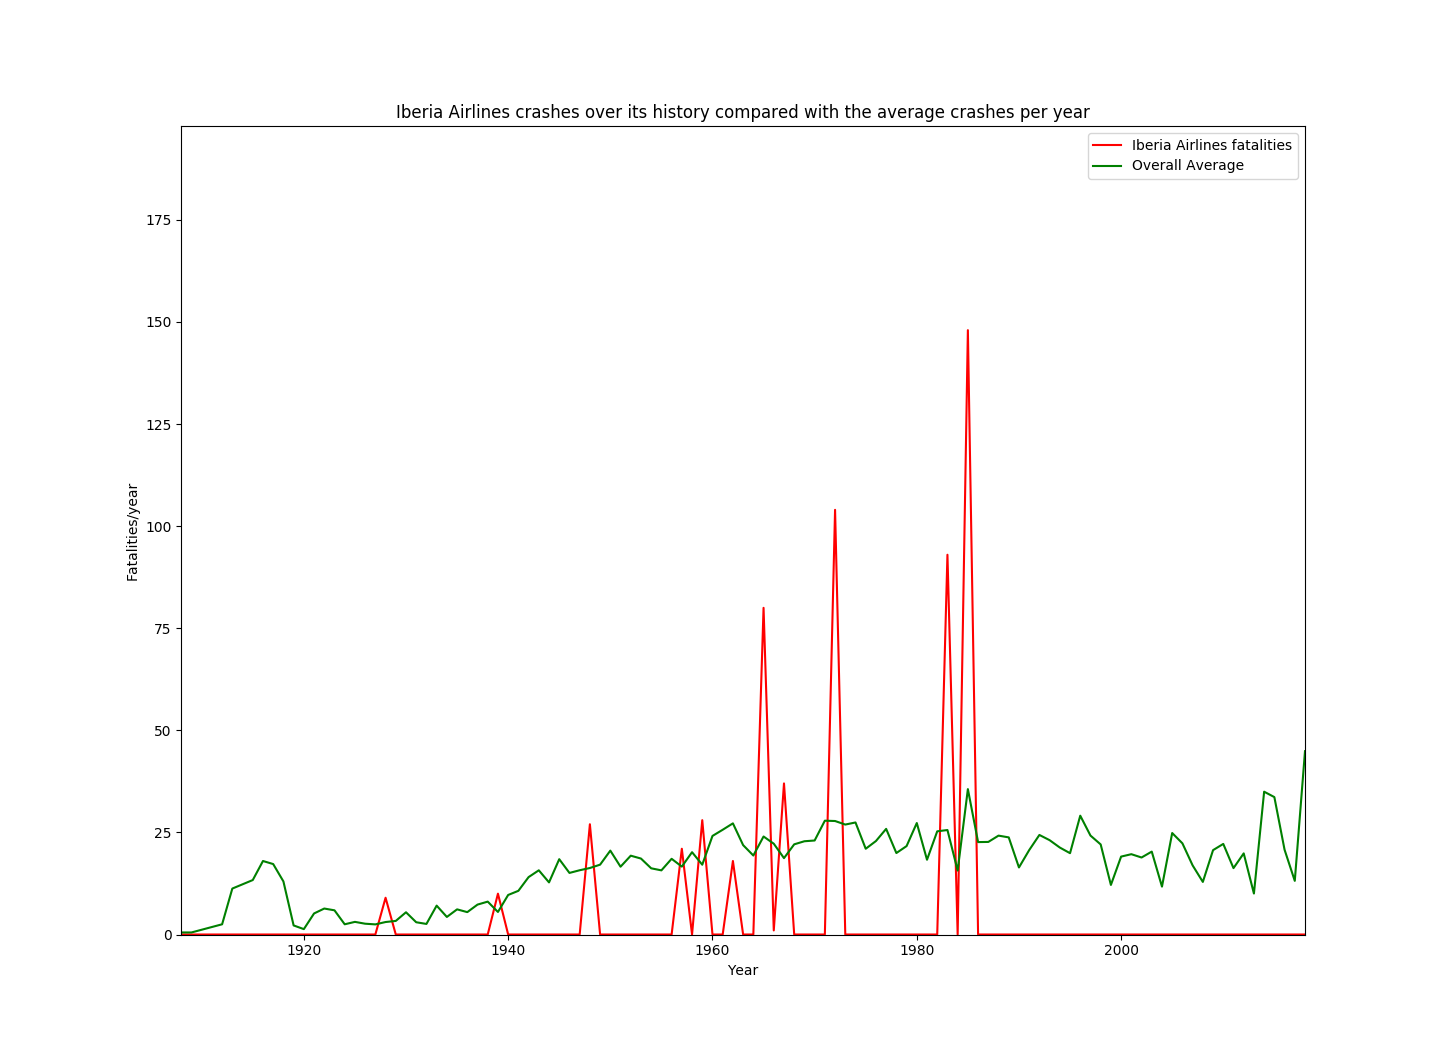 Iberia Airlines crashes over its history compared with the average crashes per year
Iberia Airlines fatalities
Overall Average
175
150
125
100
75
50
25
0
Fatalities/year
1920 1940 1960 1980 2000
Year